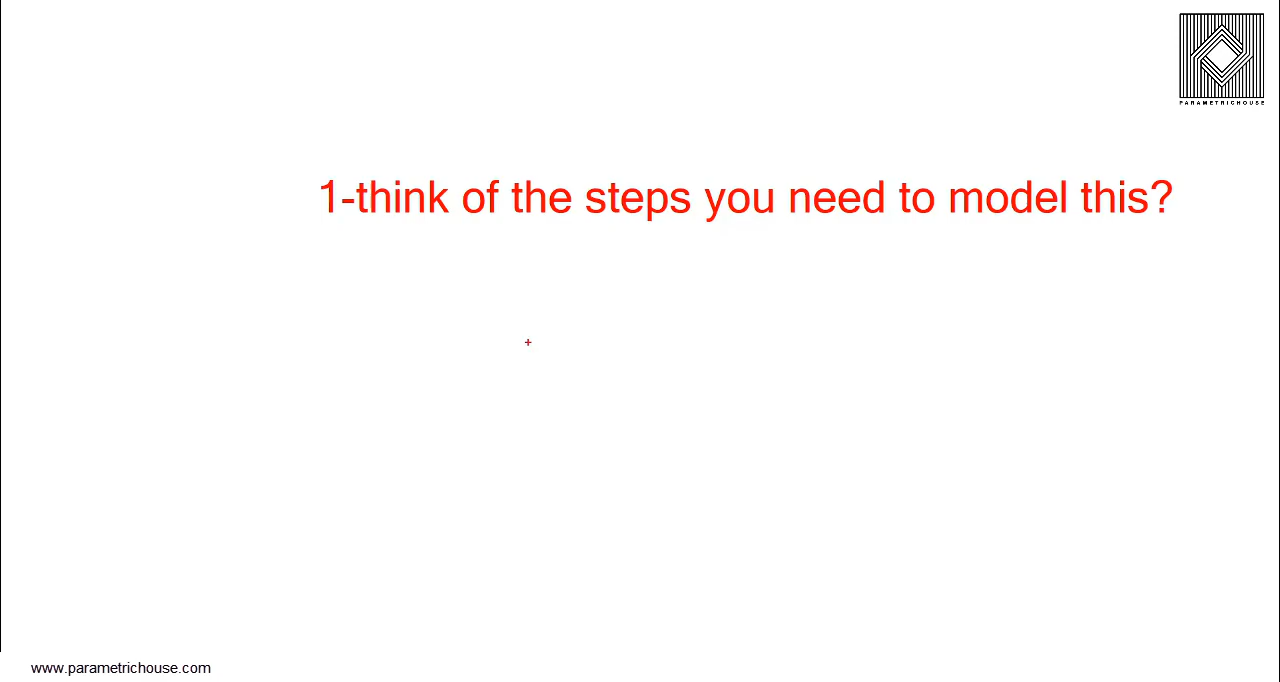 PARAMETRICHOUSE
1-think of the steps you need to model this?
www.parametrichouse.com